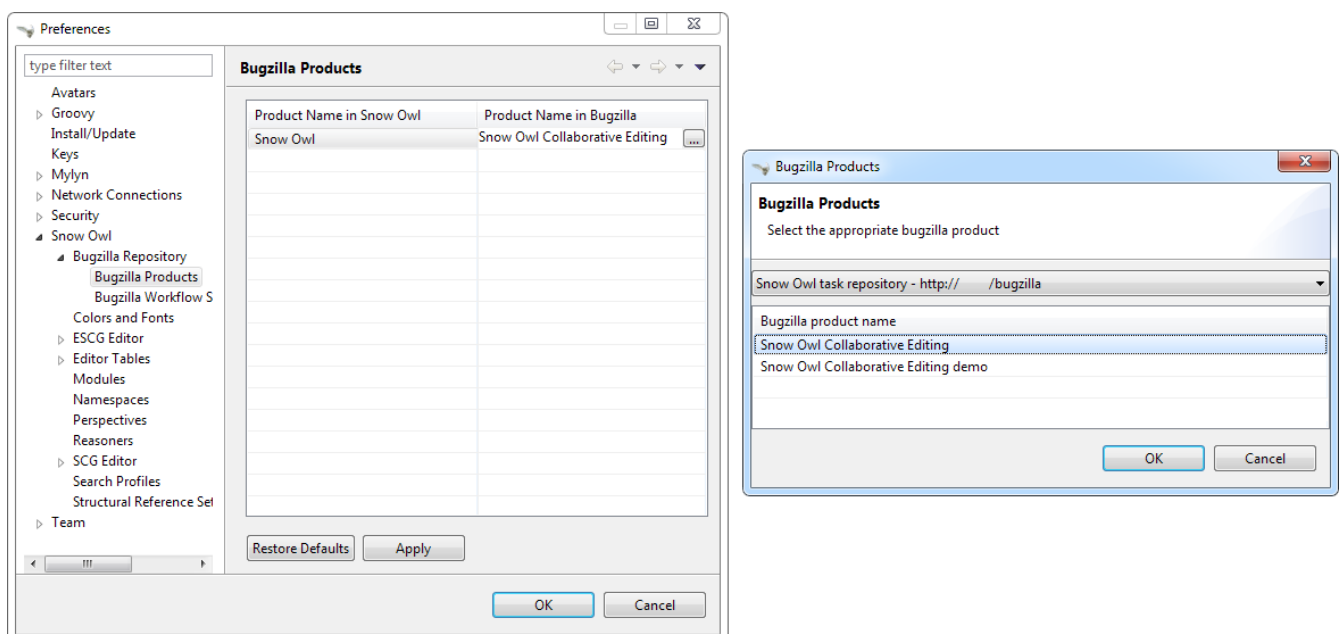 Preferences
type filter text
Avatars
Groovy
Install/Update
Keys
Mylyn
Network Connections
Security
Snow Owl
Bugzilla Repository
Bugzilla Products
Bugzilla Workflow S
Colors and Fonts
ESCG Editor
Editor Tables
Modules
Namespaces
Perspectives
Reasoners
SCG Editor
Search Profiles
Structural Reference Set
Team
Bugzilla Products
Product Name in Snow Owl Product Name in Bugzilla
Snow Owl Snow Owl Collaborative Editing ...
Restore Defaults Apply
OK Cancel
Bugzilla Products
Bugzilla Products
Select the appropriate bugzilla product
Snow Owl task repository - http:// /bugzilla
Bugzilla product name
Snow Owl Collaborative Editing
Snow Owl Collaborative Editing demo
OK Cancel